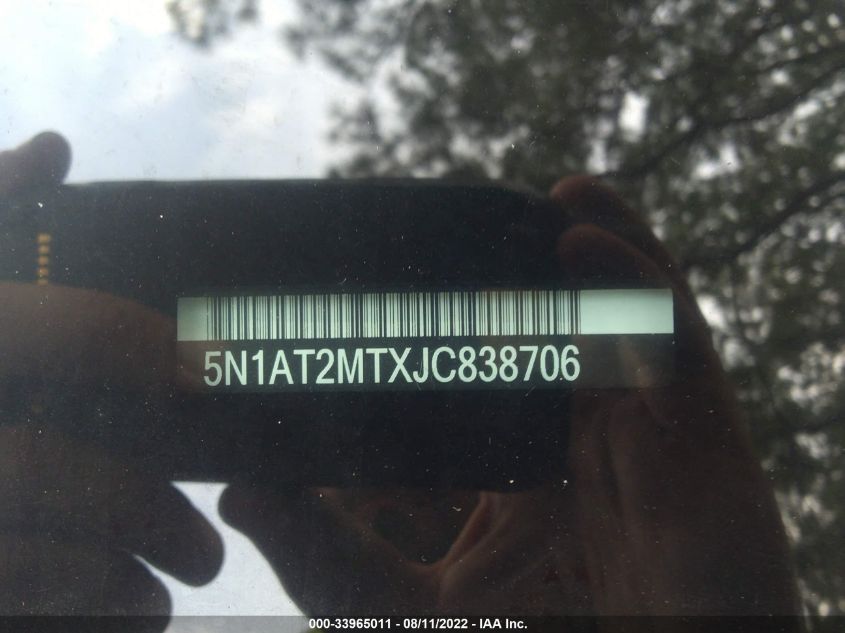 5N1AT2MTXJC838706
000-33965011 - 08/11/2022 - IAA Inc.